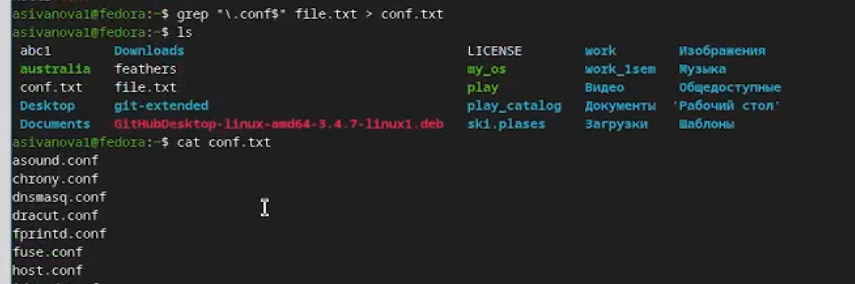 asivanova1@fedora:~$ grep "\.conf$" file.txt > conf.txt
asivanova1@fedora:~$ ls
abc1 Downloads LICENSE work Изображения
australia feathers my_os work_1sem Музыка
conf.txt file.txt play Видео Общедоступные
Desktop git-extended play_catalog Документы 'Рабочий стол'
Documents GitHubDesktop-linux-amd64-3.4.7-linux1.deb ski.plases Загрузки Шаблоны
asivanova1@fedora:~$ cat conf.txt
asound.conf
chrony.conf
dnsmasq.conf
dracut.conf
fprintd.conf
fuse.conf
host.conf